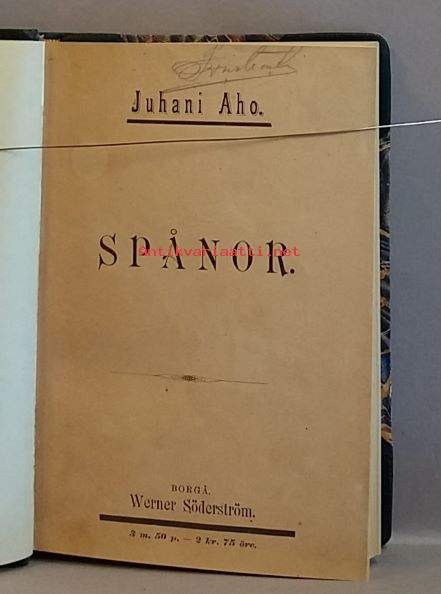 Juhani Aho.
SPÅNOR.
Antikvariaatti.net
BORGÅ,
Werner Söderström.
3 m. 50 p. — 2 kr. 75 öre.